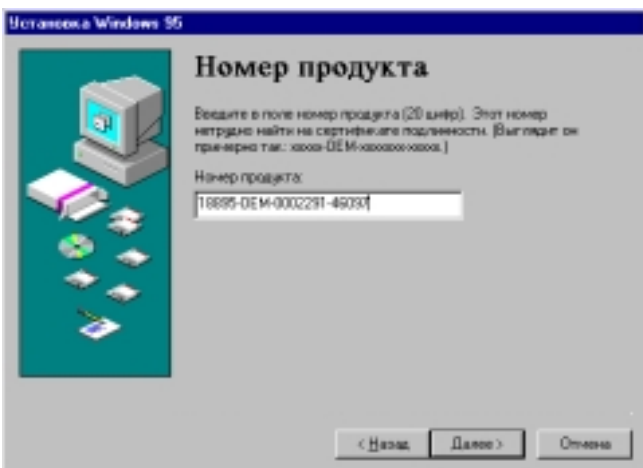 Установка Windows 95
Номер продукта
Введите в поле номер продукта (20 цифр). Этот номер
нетрудно найти на сертификате подлинности. (Выглядит он
примерно так: xxxxx-OEM-xxxxxxx-xxxxx.)
Номер продукта:
18895-OEM-0002291-46097
< Назад
Далее >
Отмена